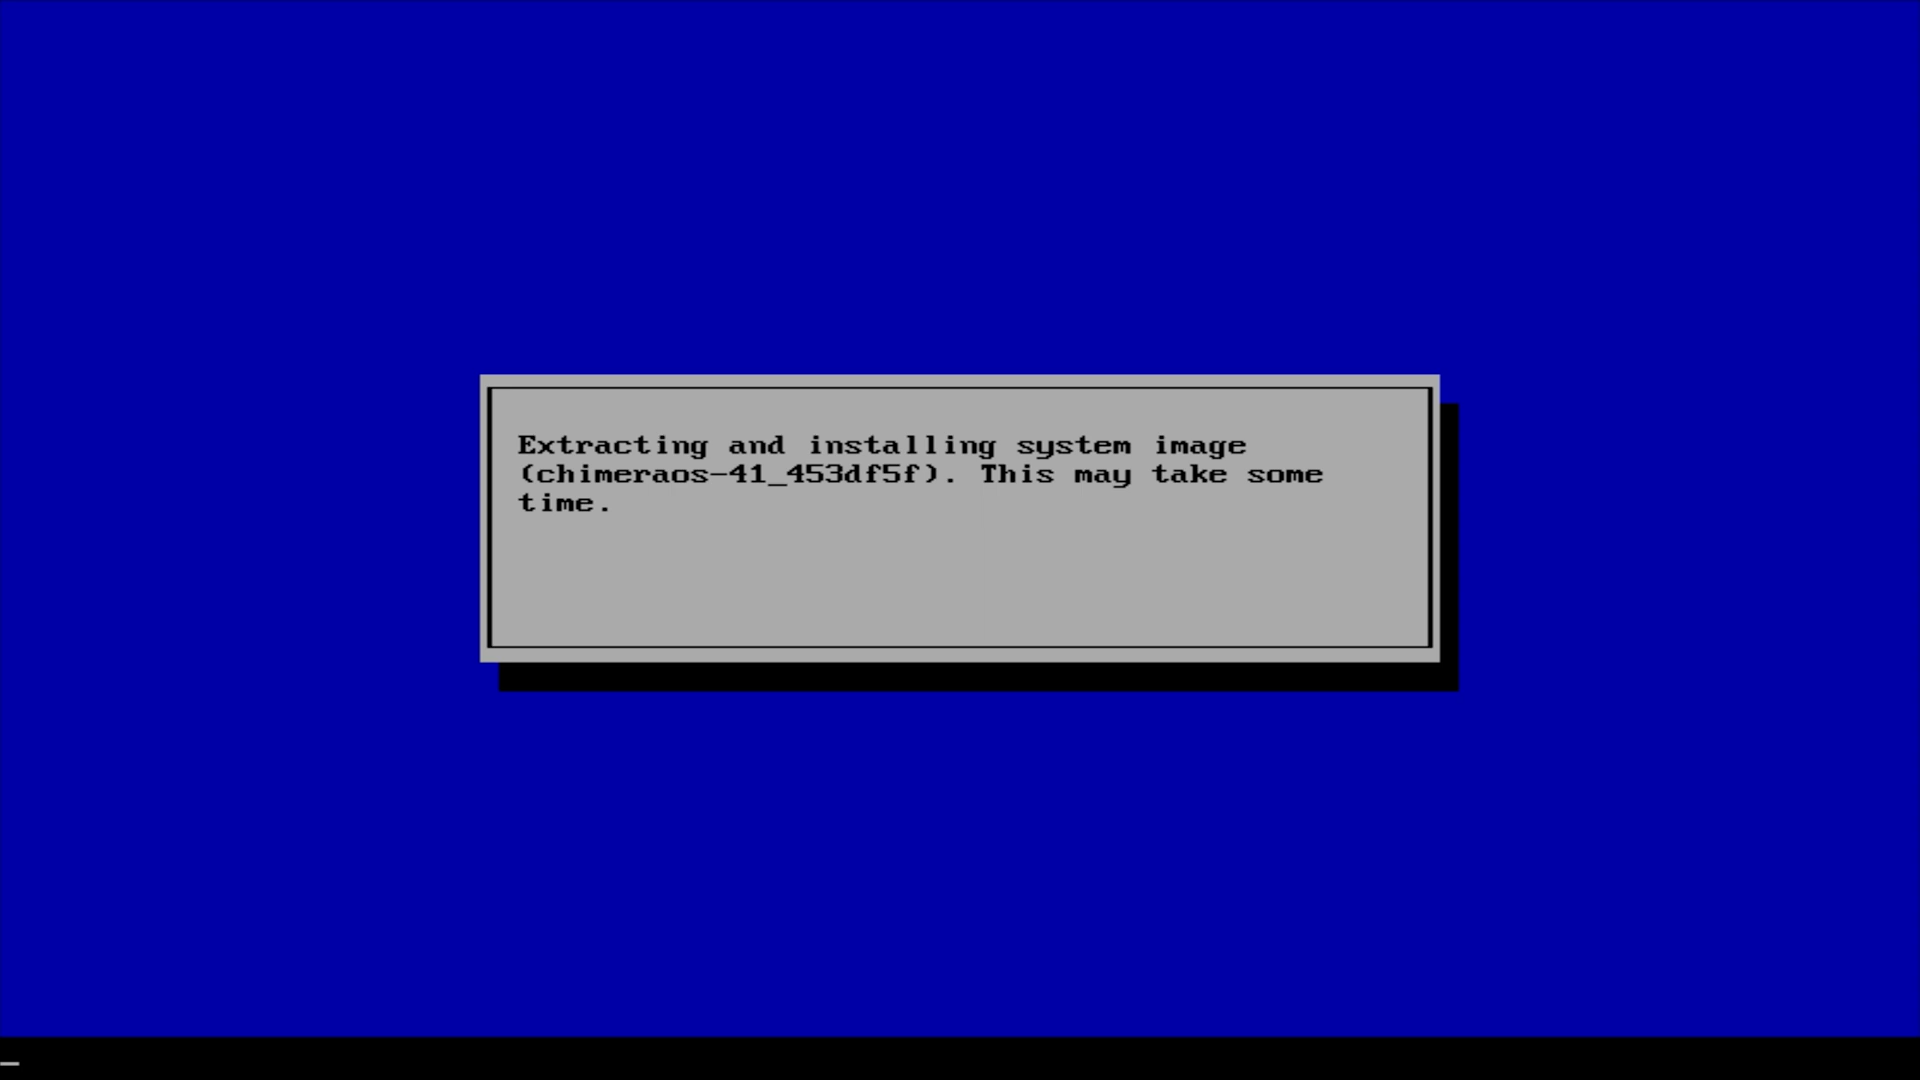 Extracting and installing system image
(chimeraos-41_453df5f). This may take some
time.